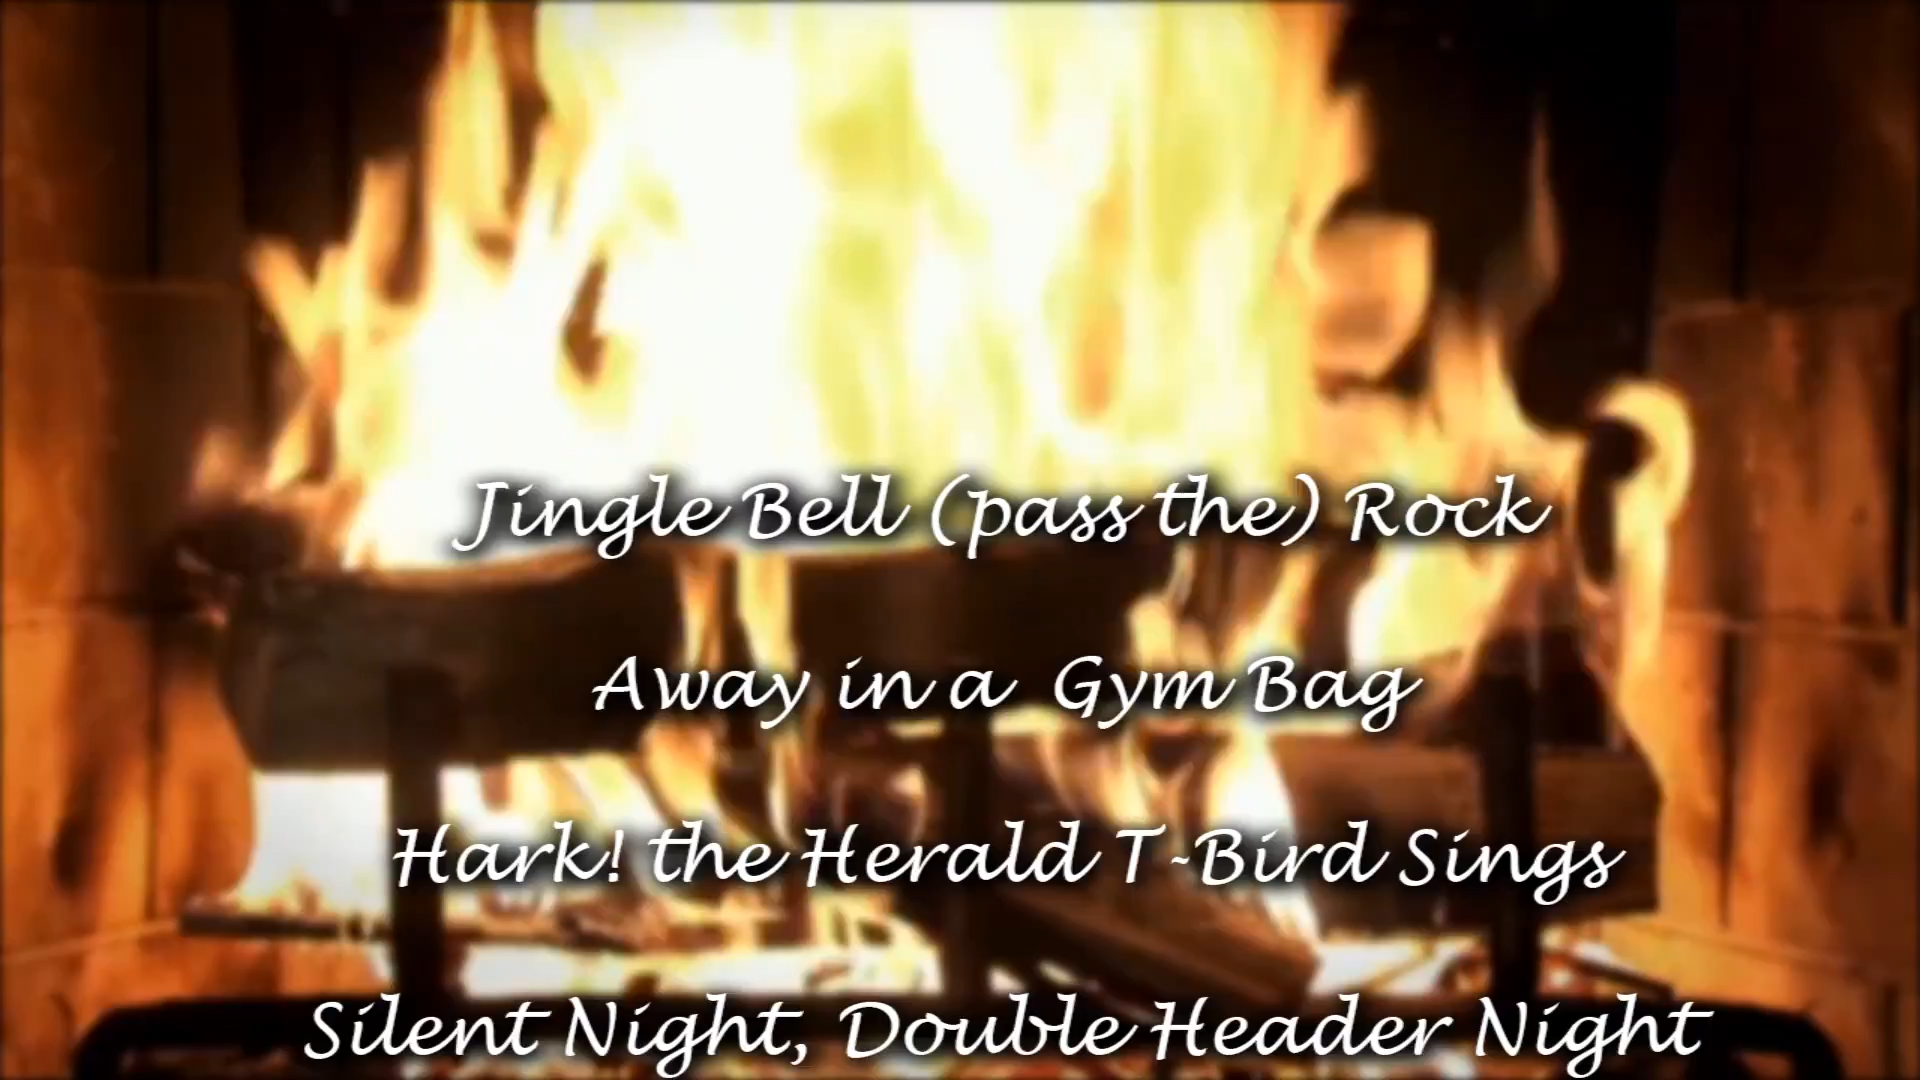 Jingle Bell (pass the) Rock
Away in a Gym Bag
Hark! the Herald T-Bird Sings
Silent Night, Double Header Night